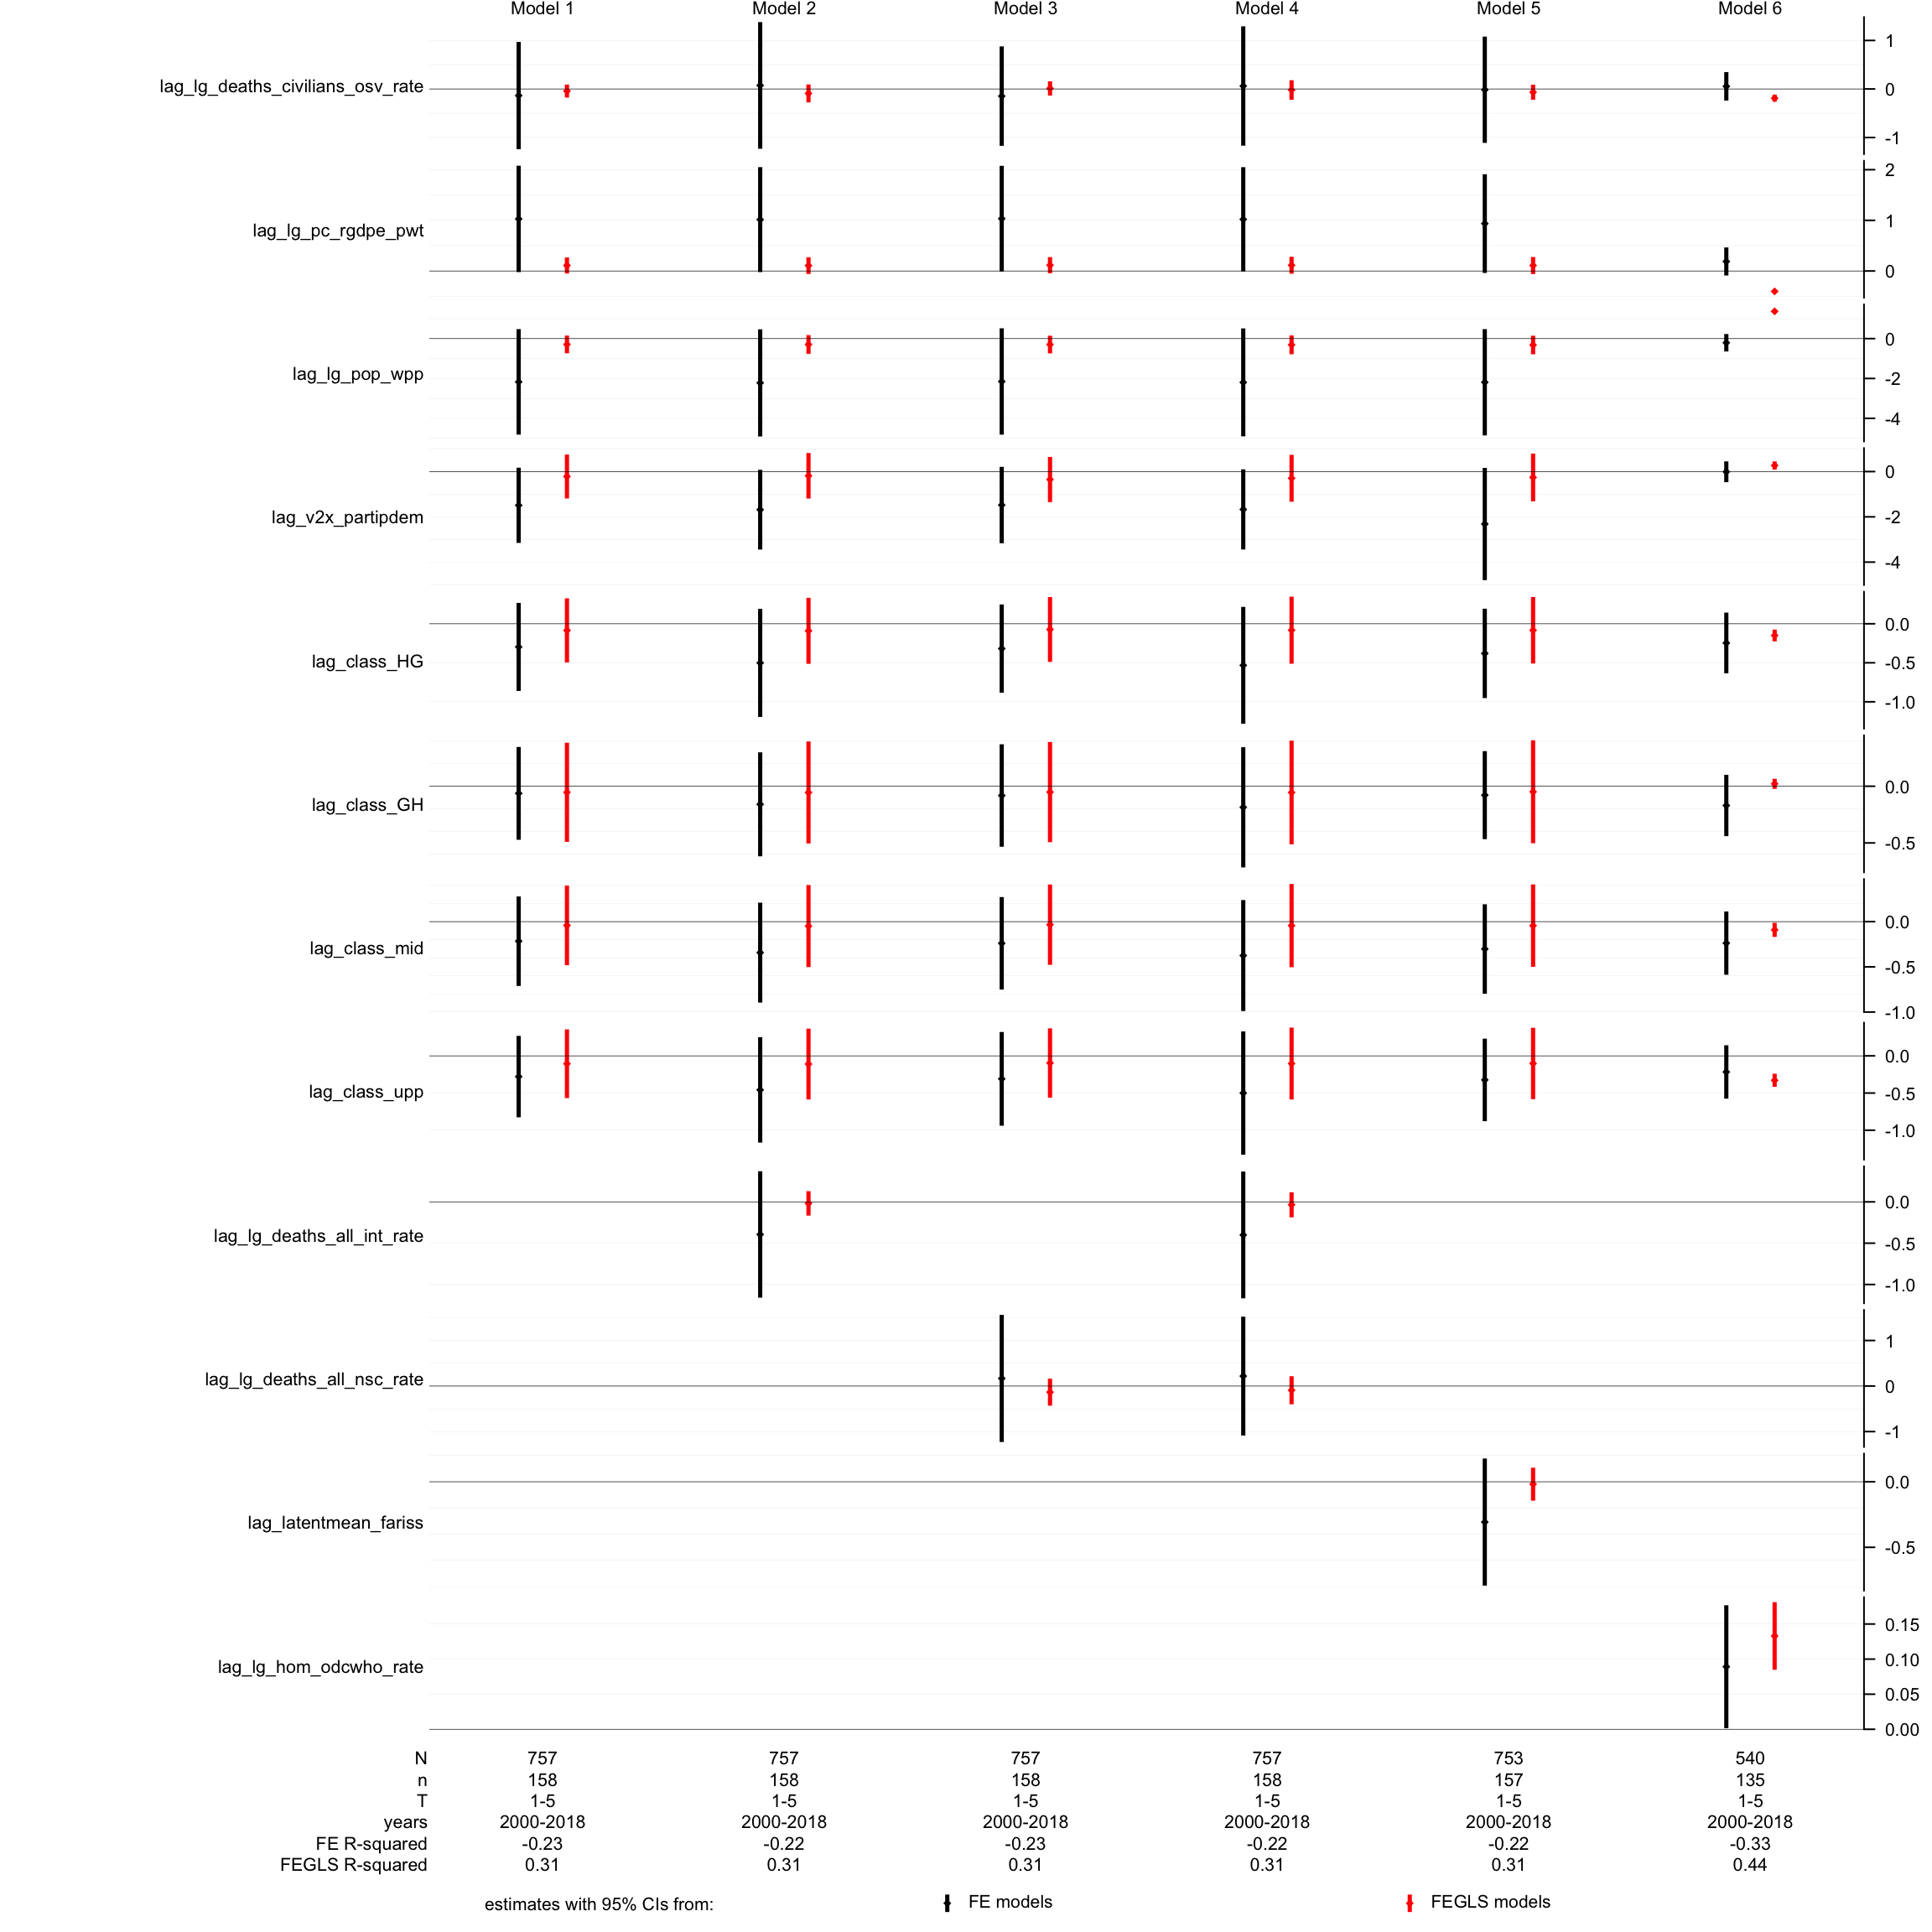 Model 1 Model 2 Model 3 Model 4 Model 5 Model 6
lag_lg_deaths_civilians_osv_rate
1
0
-1
lag_lg_pc_rgdpe_pwt
2
1
0
lag_lg_pop_wpp
0
-2
-4
lag_v2x_partipdem
0
-2
-4
lag_class_HG
0.0
-0.5
-1.0
lag_class_GH
0.0
-0.5
lag_class_mid
0.0
-0.5
-1.0
lag_class_upp
0.0
-0.5
-1.0
lag_lg_deaths_all_int_rate
0.0
-0.5
-1.0
lag_lg_deaths_all_nsc_rate
1
0
-1
lag_latentmean_fariss
0.0
-0.5
lag_lg_hom_odcwho_rate
0.15
0.10
0.05
0.00
N 757 757 757 757 753 540
n 158 158 158 158 157 135
T 1-5 1-5 1-5 1-5 1-5 1-5
years 2000-2018 2000-2018 2000-2018 2000-2018 2000-2018 2000-2018
FE R-squared -0.23 -0.22 -0.23 -0.22 -0.22 -0.33
FEGLS R-squared 0.31 0.31 0.31 0.31 0.31 0.44
estimates with 95% CIs from: FE models FEGLS models